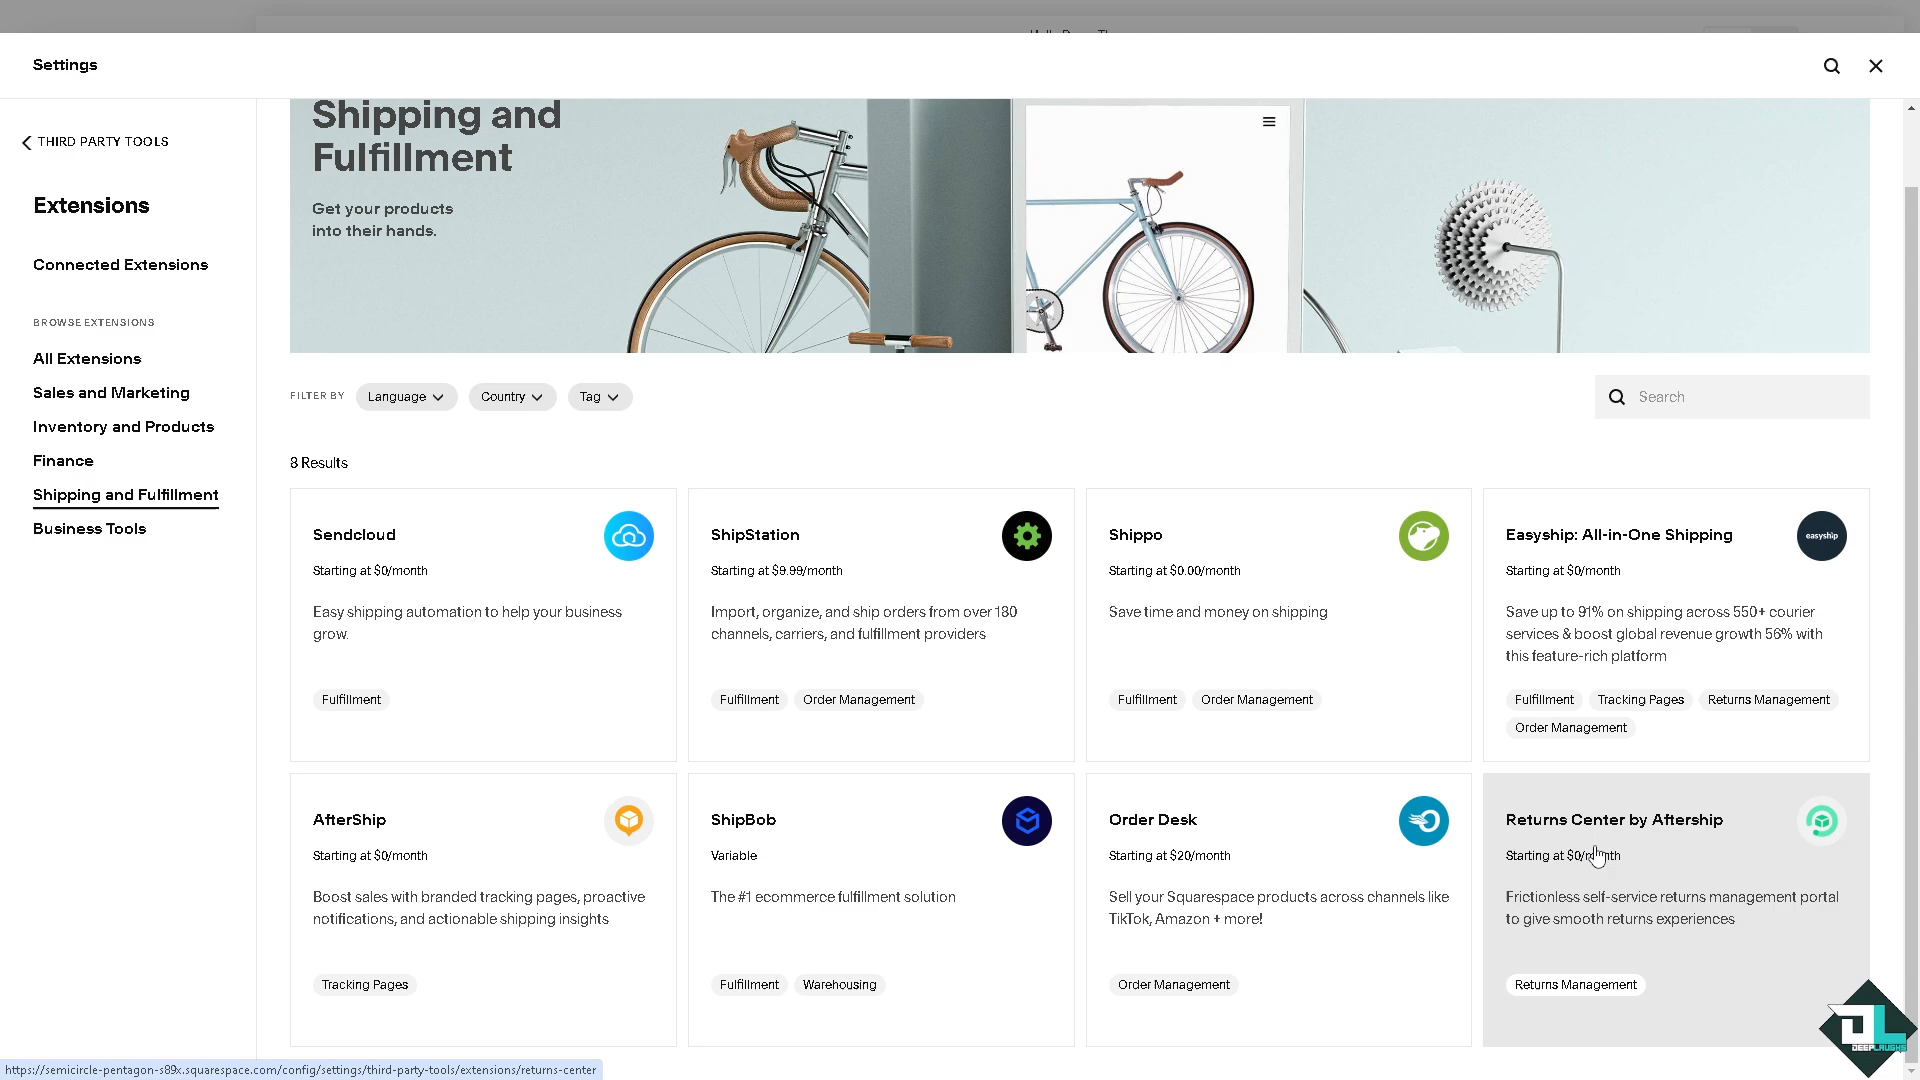 Settings
THIRD PARTY TOOLS
Extensions
Connected Extensions
BROWSE EXTENSIONS
All Extensions
Sales and Marketing
Inventory and Products
Finance
Shipping and Fulfillment
Business Tools
Shipping and
Fulfillment
Get your products
into their hands.
FILTER BY
Language
Country
Tag
Search
8 Results
Sendcloud
Starting at $0/month
Easy shipping automation to help your business
grow.
Fulfillment
ShipStation
Starting at $9.99/month
Import, organize, and ship orders from over 180
channels, carriers, and fulfillment providers
Fulfillment
Order Management
Shippo
Starting at $0.00/month
Save time and money on shipping
Fulfillment
Order Management
Easyship: All-in-One Shipping
easyship
Starting at $0/month
Save up to 91% on shipping across 550+ courier
services & boost global revenue growth 56% with
this feature-rich platform
Fulfillment
Tracking Pages
Returns Management
Order Management
AfterShip
Starting at $0/month
Boost sales with branded tracking pages, proactive
notifications, and actionable shipping insights
Tracking Pages
ShipBob
Variable
The #1 ecommerce fulfillment solution
Fulfillment
Warehousing
Order Desk
Starting at $20/month
Sell your Squarespace products across channels like
TikTok, Amazon + more!
Order Management
Returns Center by Aftership
Starting at $0/month
Frictionless self-service returns management portal
to give smooth returns experiences
Returns Management
DEEPLAUGHS
https://semicircle-pentagon-s89x.squarespace.com/config/settings/third-party-tools/extensions/returns-center